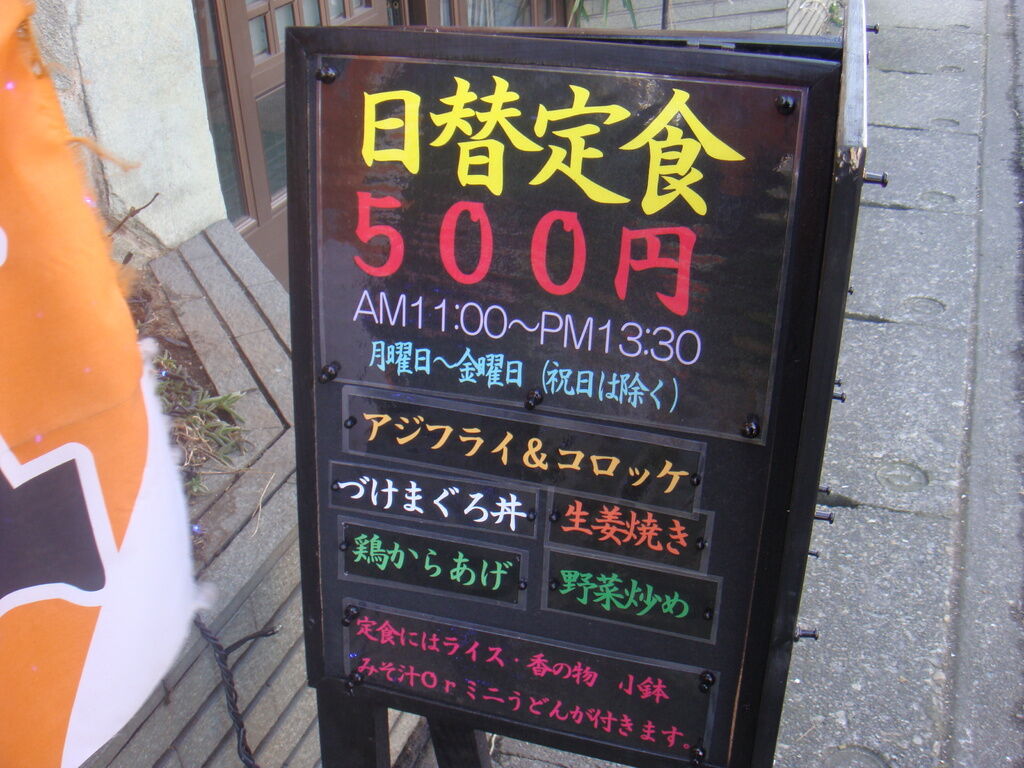 日替定食
500円
AM11:00〜PM13:30
月曜日〜金曜日（祝日は除く）
アジフライ＆コロッケ
づけまぐろ丼
生姜焼き
鶏からあげ
野菜炒め
定食にはライス・香の物　小鉢
みそ汁Orミニうどんが付きます。